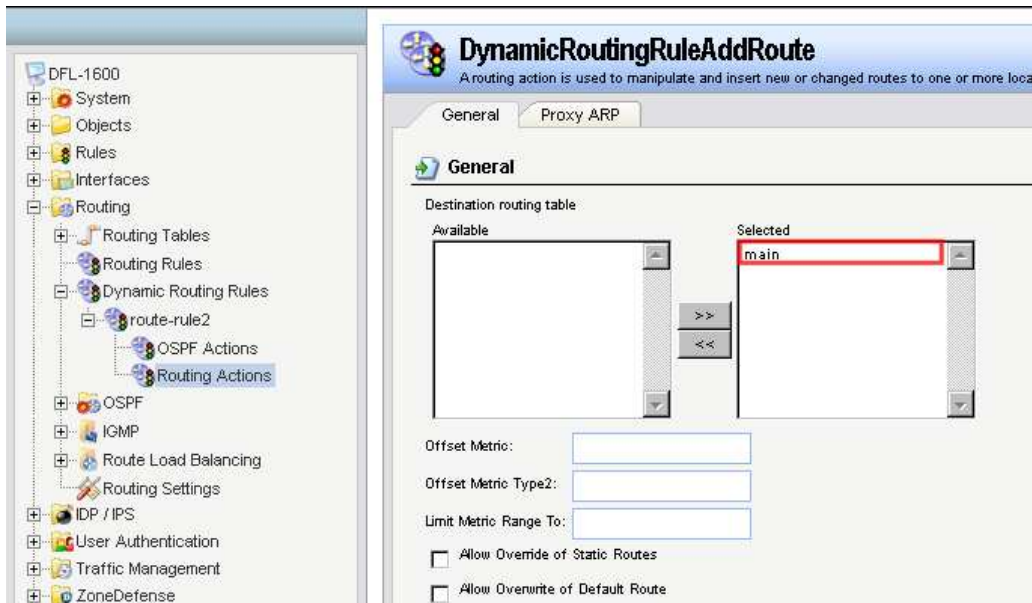 DFL-1600
System
Objects
Rules
Interfaces
Routing
Routing Tables
Routing Rules
Dynamic Routing Rules
route-rule2
OSPF Actions
Routing Actions
OSPF
IGMP
Route Load Balancing
Routing Settings
IDP / IPS
User Authentication
Traffic Management
ZoneDefense
DynamicRoutingRuleAddRoute
A routing action is used to manipulate and insert new or changed routes to one or more loca
General Proxy ARP
General
Destination routing table
Available Selected
main
>>
<<
Offset Metric:
Offset Metric Type2:
Limit Metric Range To:
Allow Override of Static Routes
Allow Overwrite of Default Route